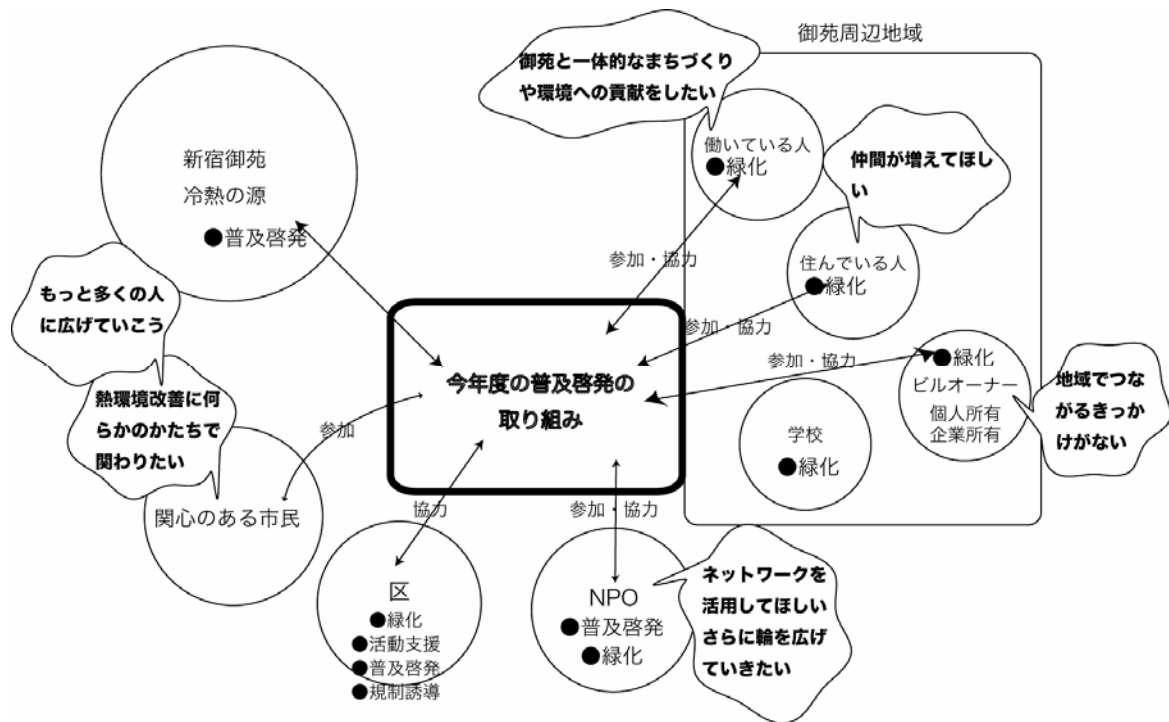 御苑周辺地域
御苑と一体的なまちづくり
や環境への貢献をしたい
働いている人
●緑化
仲間が増えてほし
い
住んでいる人
●緑化
新宿御苑
冷熱の源
●普及啓発
もっと多くの人
に広げていこう
熱環境改善に何
らかのかたちで
関わりたい
関心のある市民
参加
参加・協力
参加・協力
参加・協力
今年度の普及啓発の
取り組み
●緑化
ビルオーナー
個人所有
企業所有
地域でつな
がるきっか
けがない
学校
●緑化
協力
参加・協力
区
●緑化
●活動支援
●普及啓発
●規制誘導
NPO
●普及啓発
●緑化
ネットワークを
活用してほしい
さらに輪を広げ
ていきたい